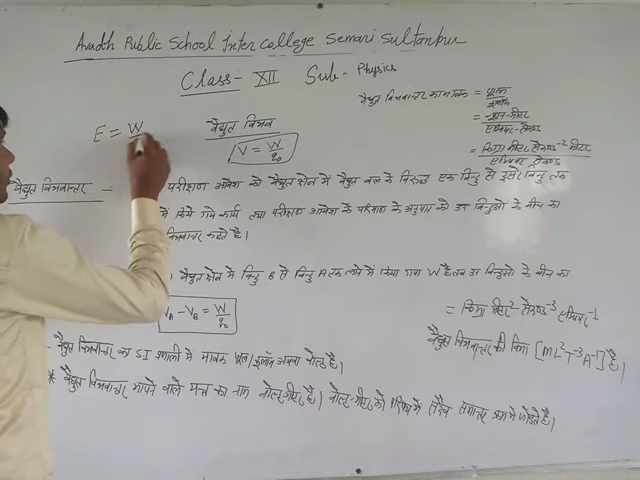 Avadh Public School Inter College Semari Sultanpur
Class- XII Sub- Physics
वैद्युत विभवान्तर का मात्रक = जूल/कूलॉम
= न्यूटन-मीटर/एम्पियर-सेकण्ड
= किग्रा मीटर सेकण्ड⁻² मीटर/एम्पियर सेकण्ड
E = W
वैद्युत विभव
V = W/q₀
वैद्युत विभवान्तर - परीक्षण आवेश को वैद्युत क्षेत्र में वैद्युत बल के विरुद्ध एक बिन्दु से दूसरे बिन्दु तक
में किये गये कार्य तथा परीक्षण आवेश के परिमाण के अनुपात को उन बिन्दुओं के बीच का
विभवान्तर कहते है।
वैद्युत क्षेत्र में बिन्दु B से बिन्दु A तक लाने में किया गया W है तब उन बिन्दुओं के बीच का
V_A - V_B = W/q₀
= किग्रा मीटर² सेकण्ड⁻³ एम्पियर⁻¹
वैद्युत विभवान्तर की विमा [ML²T⁻³A⁻¹] है।
- वैद्युत विभवान्तर का SI प्रणाली में मात्रक जूल/कूलॉम अथवा वोल्ट है।
* वैद्युत विभवान्तर मापने वाले यन्त्र का नाम वोल्ट-मीटर है। वोल्ट-मीटर को परिपथ में सदैव समान्तर क्रम में जोड़ते है।